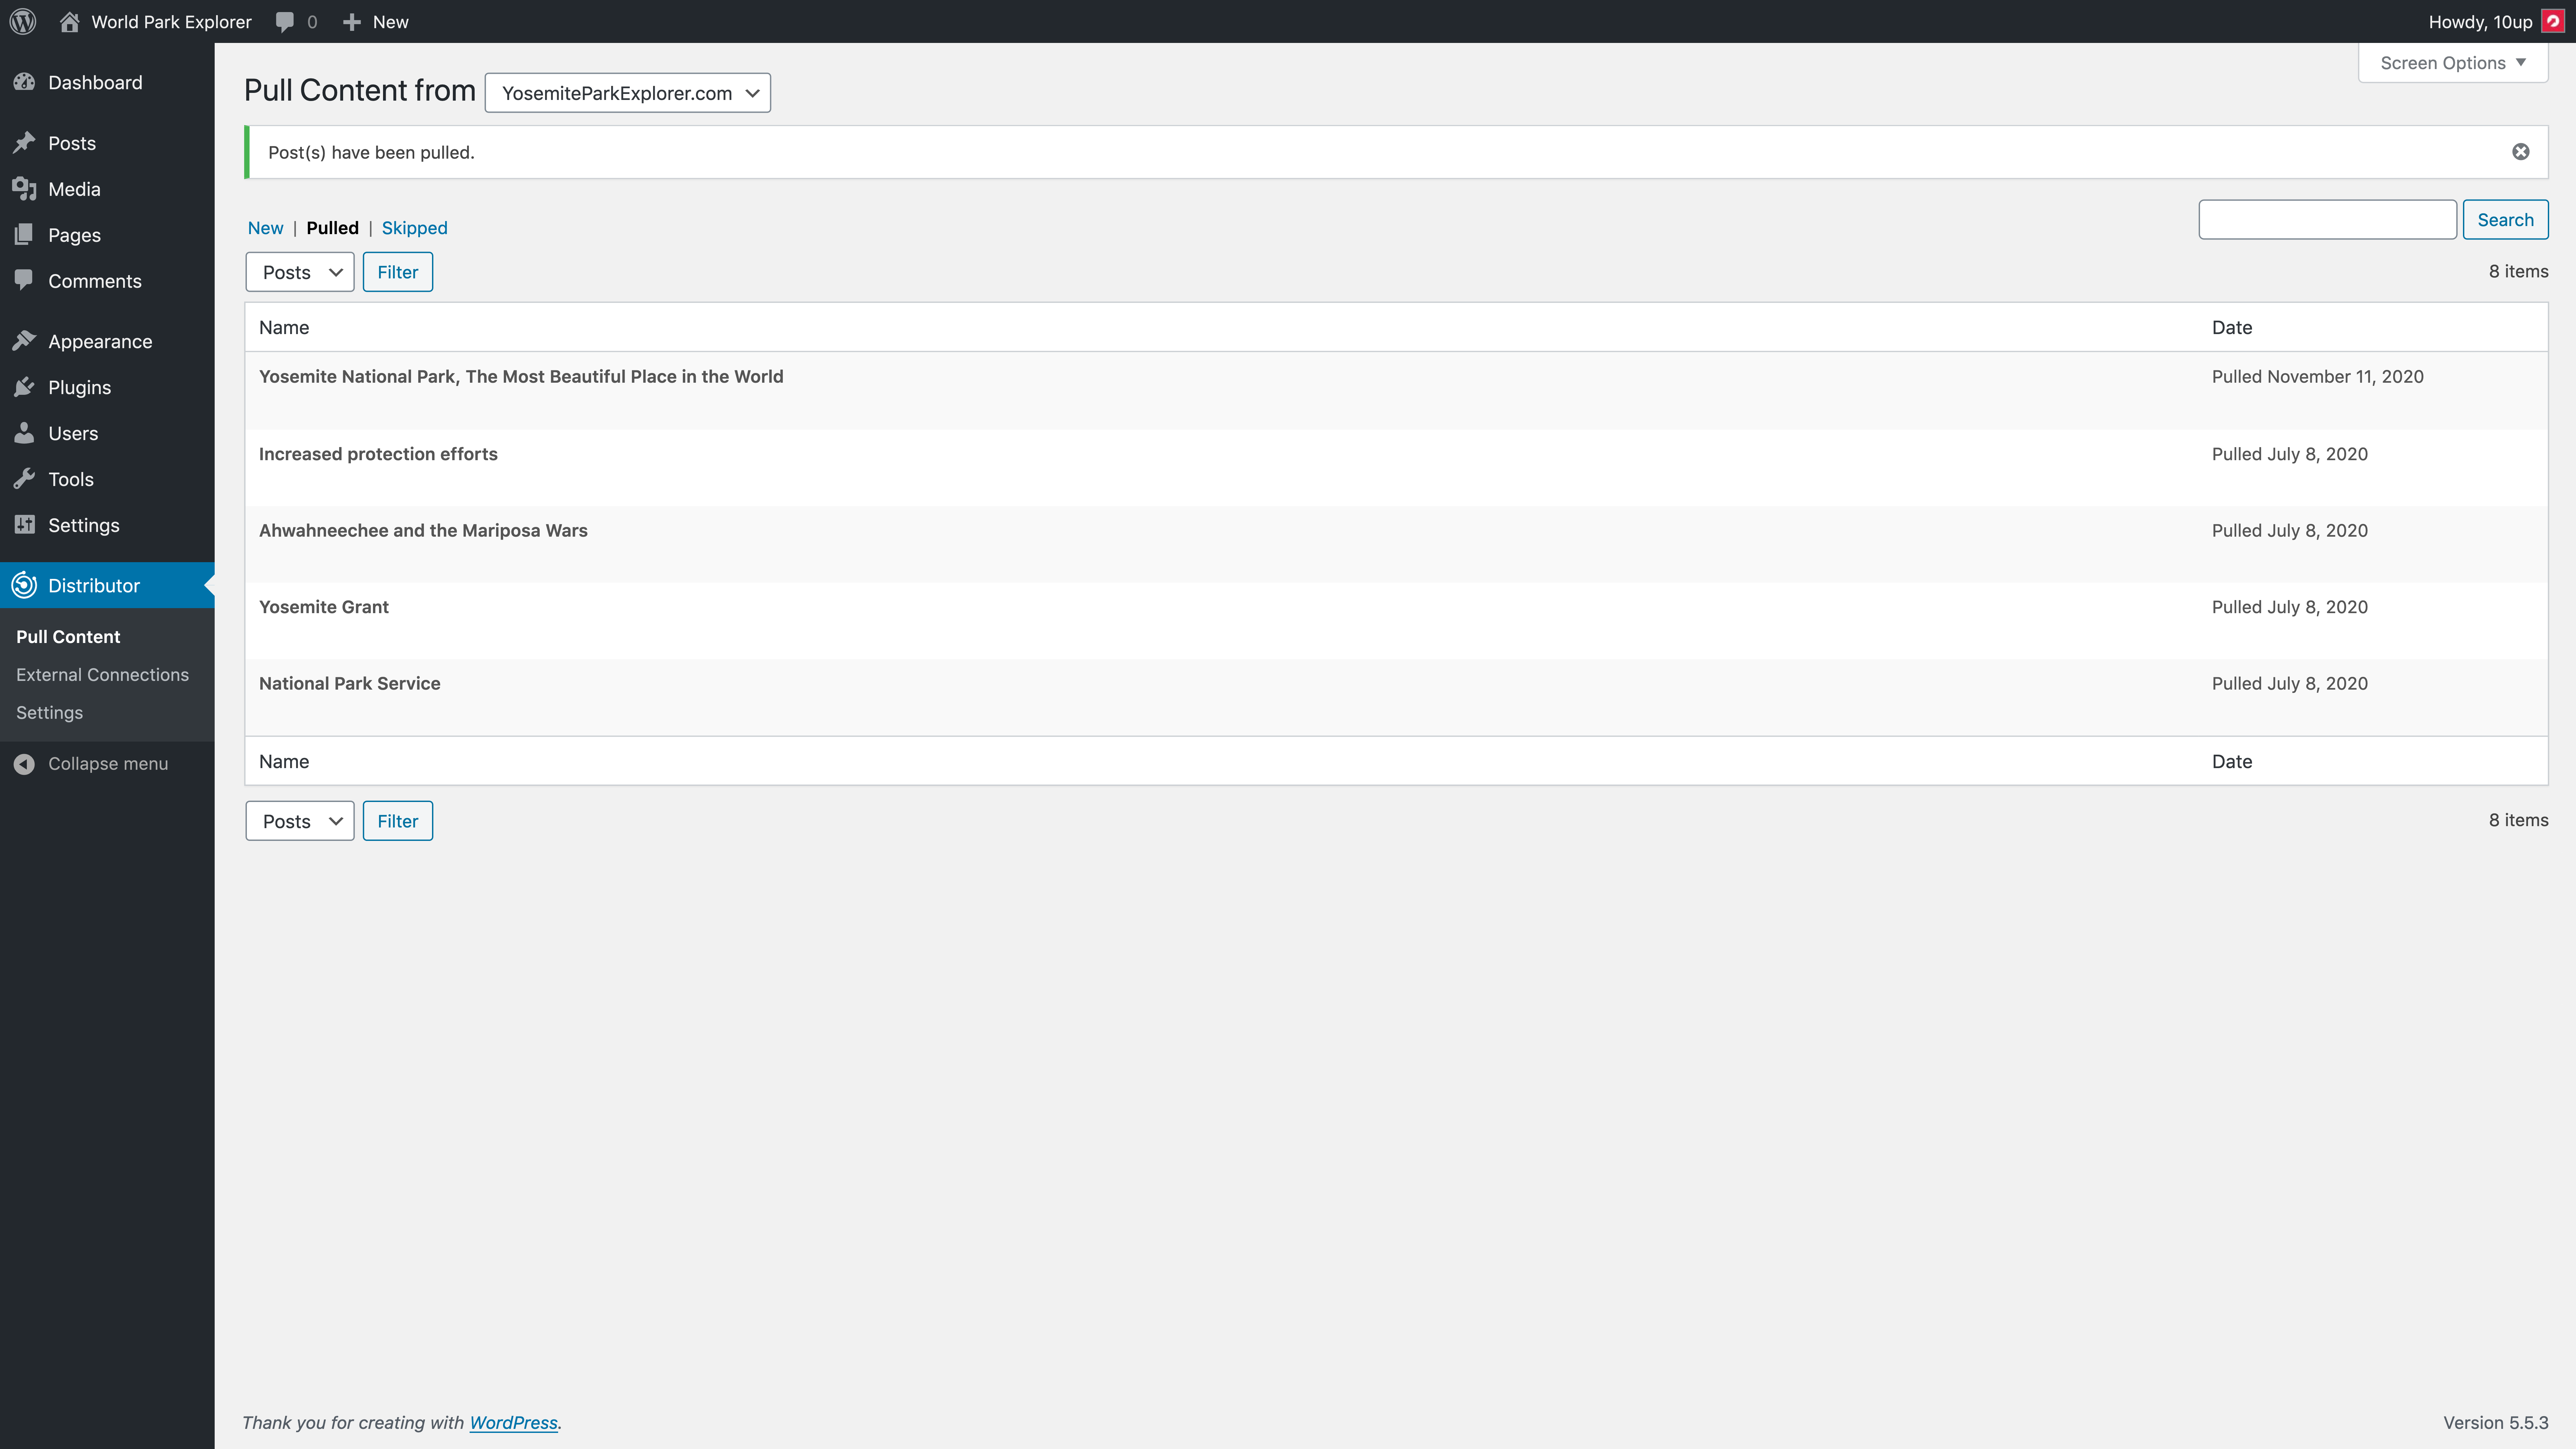 World Park Explorer 0 New Howdy, 10up
Dashboard
Posts
Media
Pages
Comments
Appearance
Plugins
Users
Tools
Settings
Distributor
Pull Content
External Connections
Settings
Collapse menu
Screen Options
Pull Content from YosemiteParkExplorer.com
Post(s) have been pulled.
New | Pulled | Skipped
Search
Posts Filter 8 items
Name Date
Yosemite National Park, The Most Beautiful Place in the World Pulled November 11, 2020
Increased protection efforts Pulled July 8, 2020
Ahwahneechee and the Mariposa Wars Pulled July 8, 2020
Yosemite Grant Pulled July 8, 2020
National Park Service Pulled July 8, 2020
Name Date
Posts Filter 8 items
Thank you for creating with WordPress. Version 5.5.3